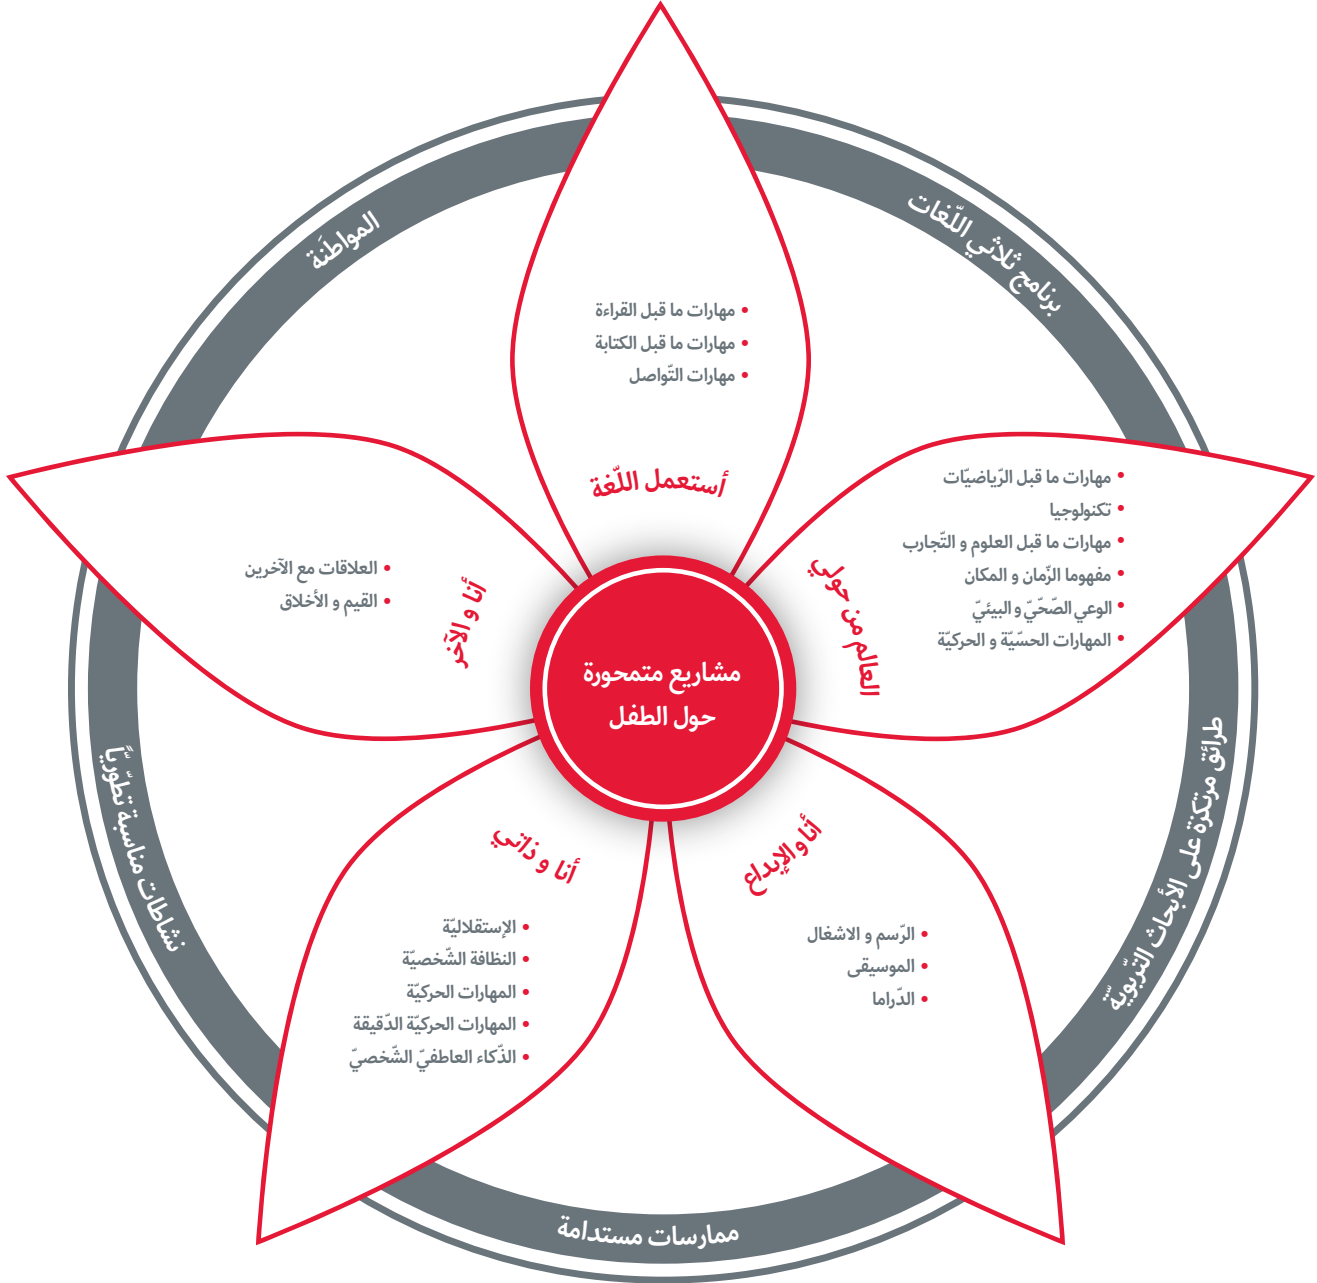 المواطَنة
برنامج ثلاثي اللّغات
• مهارات ما قبل القراءة
• مهارات ما قبل الكتابة
• مهارات التّواصل
أستعمل اللّغة
• مهارات ما قبل الرّياضيّات
• تكنولوجيا
• مهارات ما قبل العلوم و التّجارب
• مفهوما الزّمان و المكان
• الوعي الصّحّيّ و البيئيّ
• المهارات الحسّيّة و الحركيّة
العالم من حولي
• العلاقات مع الآخرين
• القيم و الأخلاق
أنا و الآخر
مشاريع متمحورة
حول الطفل
طرائق مرتكزة على الأبحاث التّربويّة
نشاطات مناسبة تطّوريّاً
أنا و الإبداع
• الرّسم و الاشغال
• الموسيقى
• الدّراما
أنا و ذاتي
• الإستقلاليّة
• النظافة الشّخصيّة
• المهارات الحركيّة
• المهارات الحركيّة الدّقيقة
• الذّكاء العاطفيّ الشّخصيّ
ممارسات مستدامة